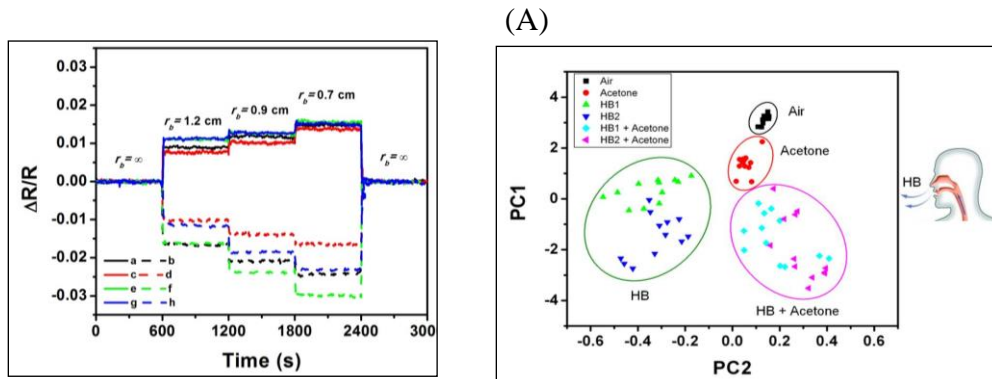 (A)
0.03
0.02
0.01
0.00
-0.01
-0.02
-0.03
ΔR/R
r_b= ∞
r_b= 1.2 cm
r_b= 0.9 cm
r_b= 0.7 cm
r_b= ∞
a b
c d
e f
g h
0 600 1200 1800 2400 3000
Time (s)
4
2
0
-2
-4
PC1
Air
Acetone
HB1
HB2
HB1 + Acetone
HB2 + Acetone
Air
Acetone
HB
HB + Acetone
-0.6 -0.4 -0.2 0.0 0.2 0.4 0.6
PC2
HB